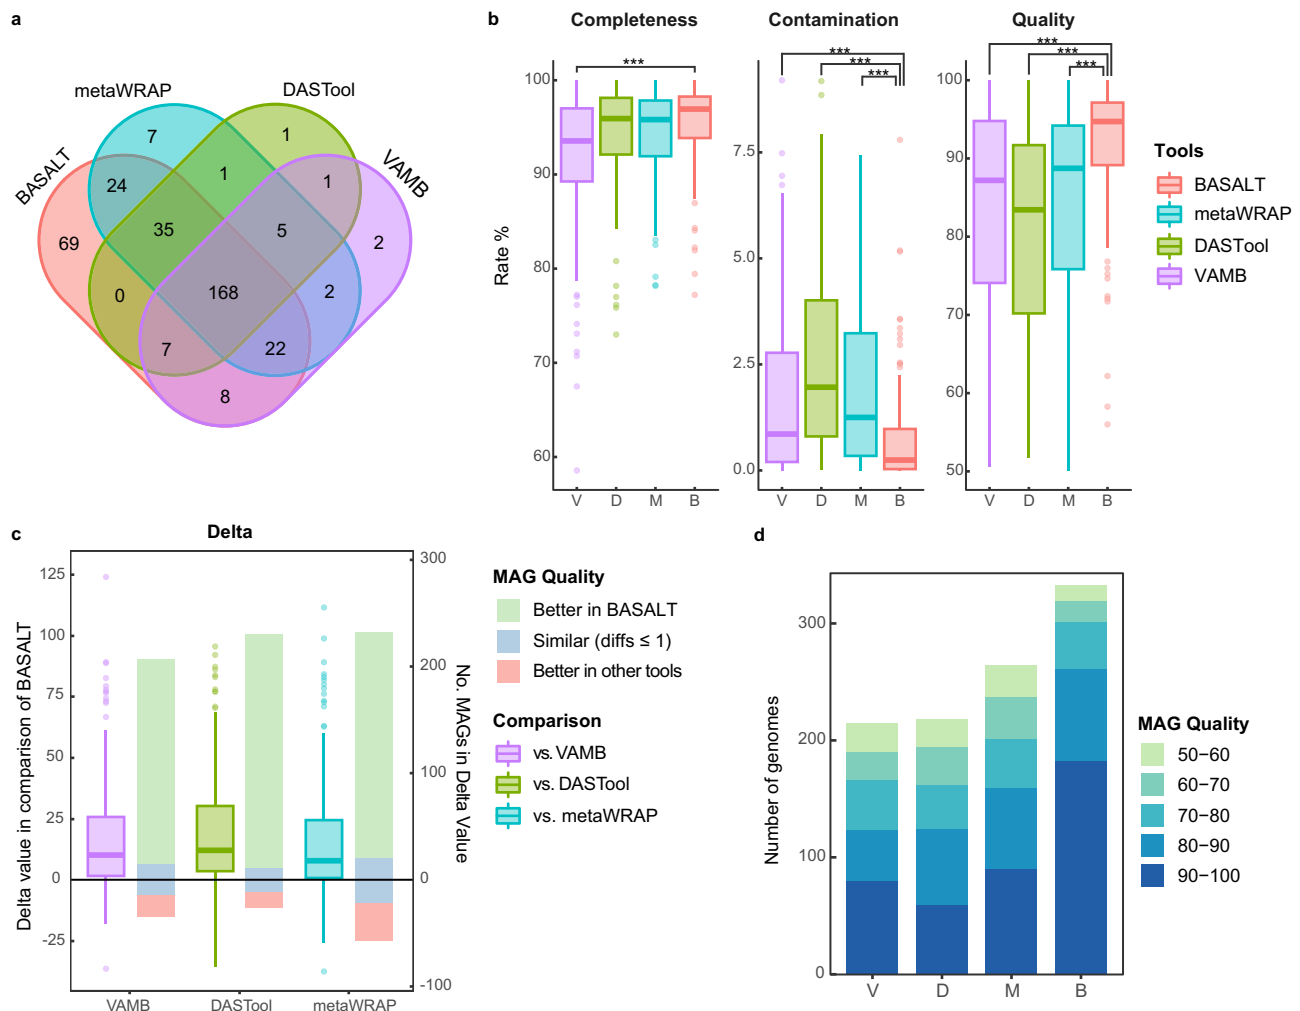 a
metaWRAP
DASTool
BASALT
VAMB
7
1
24
1
1
69
35
5
2
0
168
2
7
22
8
b
Completeness
Contamination
Quality
Rate %
***
100
90
80
70
60
V D M B
***
***
***
7.5
5.0
2.5
0.0
V D M B
***
***
***
100
90
80
70
60
50
V D M B
Tools
BASALT
metaWRAP
DASTool
VAMB
c
Delta
Delta value in comparison of BASALT
125
100
75
50
25
0
-25
300
200
100
0
-100
No. MAGs in Delta Value
VAMB DASTool metaWRAP
MAG Quality
Better in BASALT
Similar (diffs ≤ 1)
Better in other tools
Comparison
vs. VAMB
vs. DASTool
vs. metaWRAP
d
Number of genomes
300
200
100
0
V D M B
MAG Quality
50−60
60−70
70−80
80−90
90−100